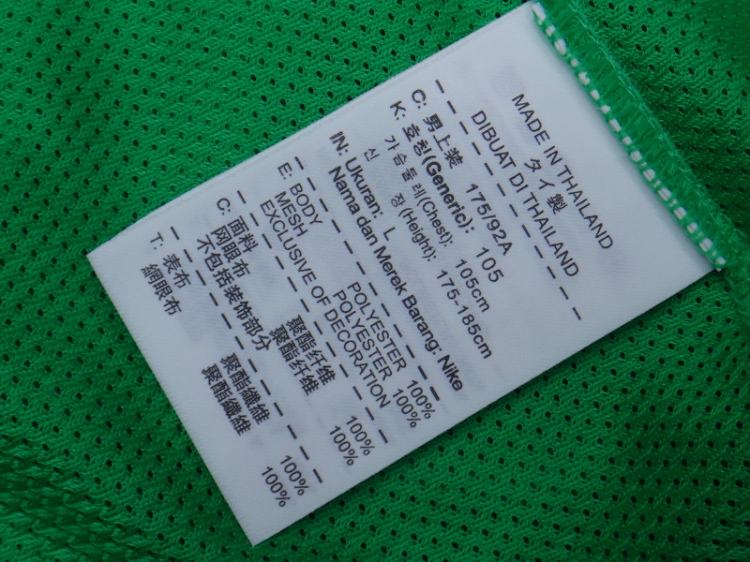 MADE IN THAILAND
タイ製
DIBUAT DI THAILAND
C: 男上装 175/92A
K: 호칭(Generic): 105
가슴둘레(Chest): 105cm
신 장(Height): 175-185cm
IN: Ukuran: L
Nama dan Merek Barang: Nike
E: BODY POLYESTER 100%
MESH POLYESTER 100%
EXCLUSIVE OF DECORATION
C: 面料 聚酯纤维 100%
网眼布 聚酯纤维 100%
不包括装饰部分
T: 表布 聚酯纖維 100%
網眼布 聚酯纖維 100%